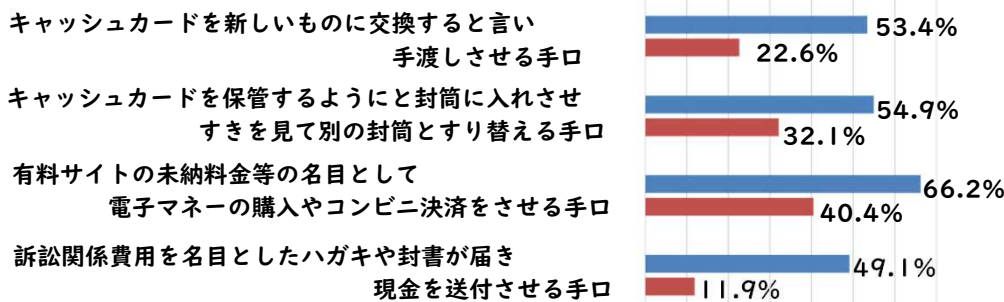 キャッシュカードを新しいものに交換すると言い
手渡しさせる手口
53.4%
22.6%
キャッシュカードを保管するようにと封筒に入れさせ
すきを見て別の封筒とすり替える手口
54.9%
32.1%
有料サイトの未納料金等の名目として
電子マネーの購入やコンビニ決済をさせる手口
66.2%
40.4%
訴訟関係費用を名目としたハガキや封書が届き
現金を送付させる手口
49.1%
11.9%